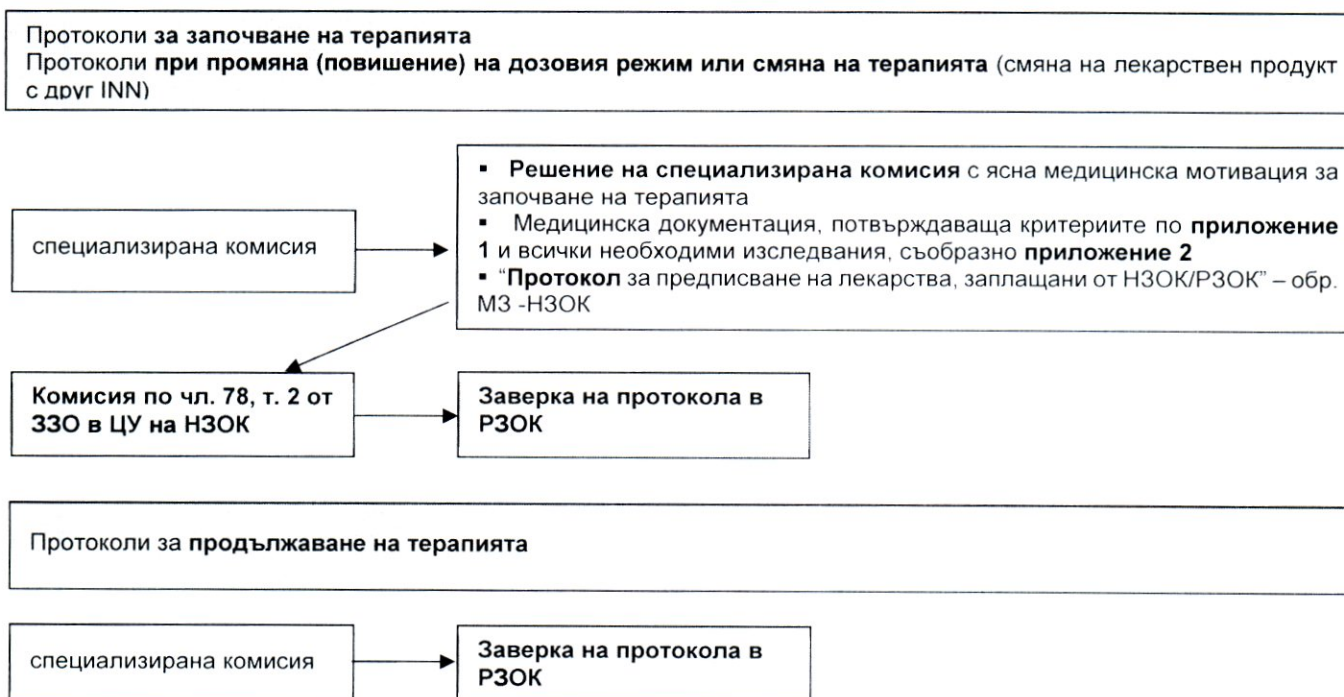 Протоколи за започване на терапията
Протоколи при промяна (повишение) на дозовия режим или смяна на терапията (смяна на лекарствен продукт
с друг INN)
▪ Решение на специализирана комисия с ясна медицинска мотивация за
започване на терапията
▪ Медицинска документация, потвърждаваща критериите по приложение
1 и всички необходими изследвания, съобразно приложение 2
▪ “Протокол за предписване на лекарства, заплащани от НЗОК/РЗОК” – обр.
МЗ -НЗОК
специализирана комисия
Комисия по чл. 78, т. 2 от
ЗЗО в ЦУ на НЗОК
Заверка на протокола в
РЗОК
Протоколи за продължаване на терапията
специализирана комисия
Заверка на протокола в
РЗОК